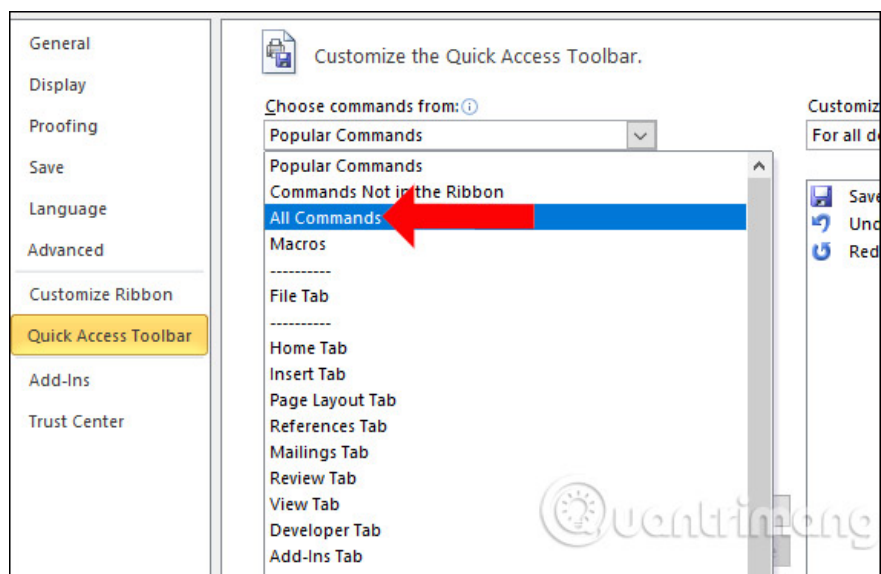 General
Display
Proofing
Save
Language
Advanced
Customize Ribbon
Quick Access Toolbar
Add-Ins
Trust Center
Customize the Quick Access Toolbar.
Choose commands from:
Popular Commands
Popular Commands
Commands Not in the Ribbon
All Commands
Macros
----------
File Tab
----------
Home Tab
Insert Tab
Page Layout Tab
References Tab
Mailings Tab
Review Tab
View Tab
Developer Tab
Add-Ins Tab
Customiz
For all d
Save
Und
Red
Quantrimang